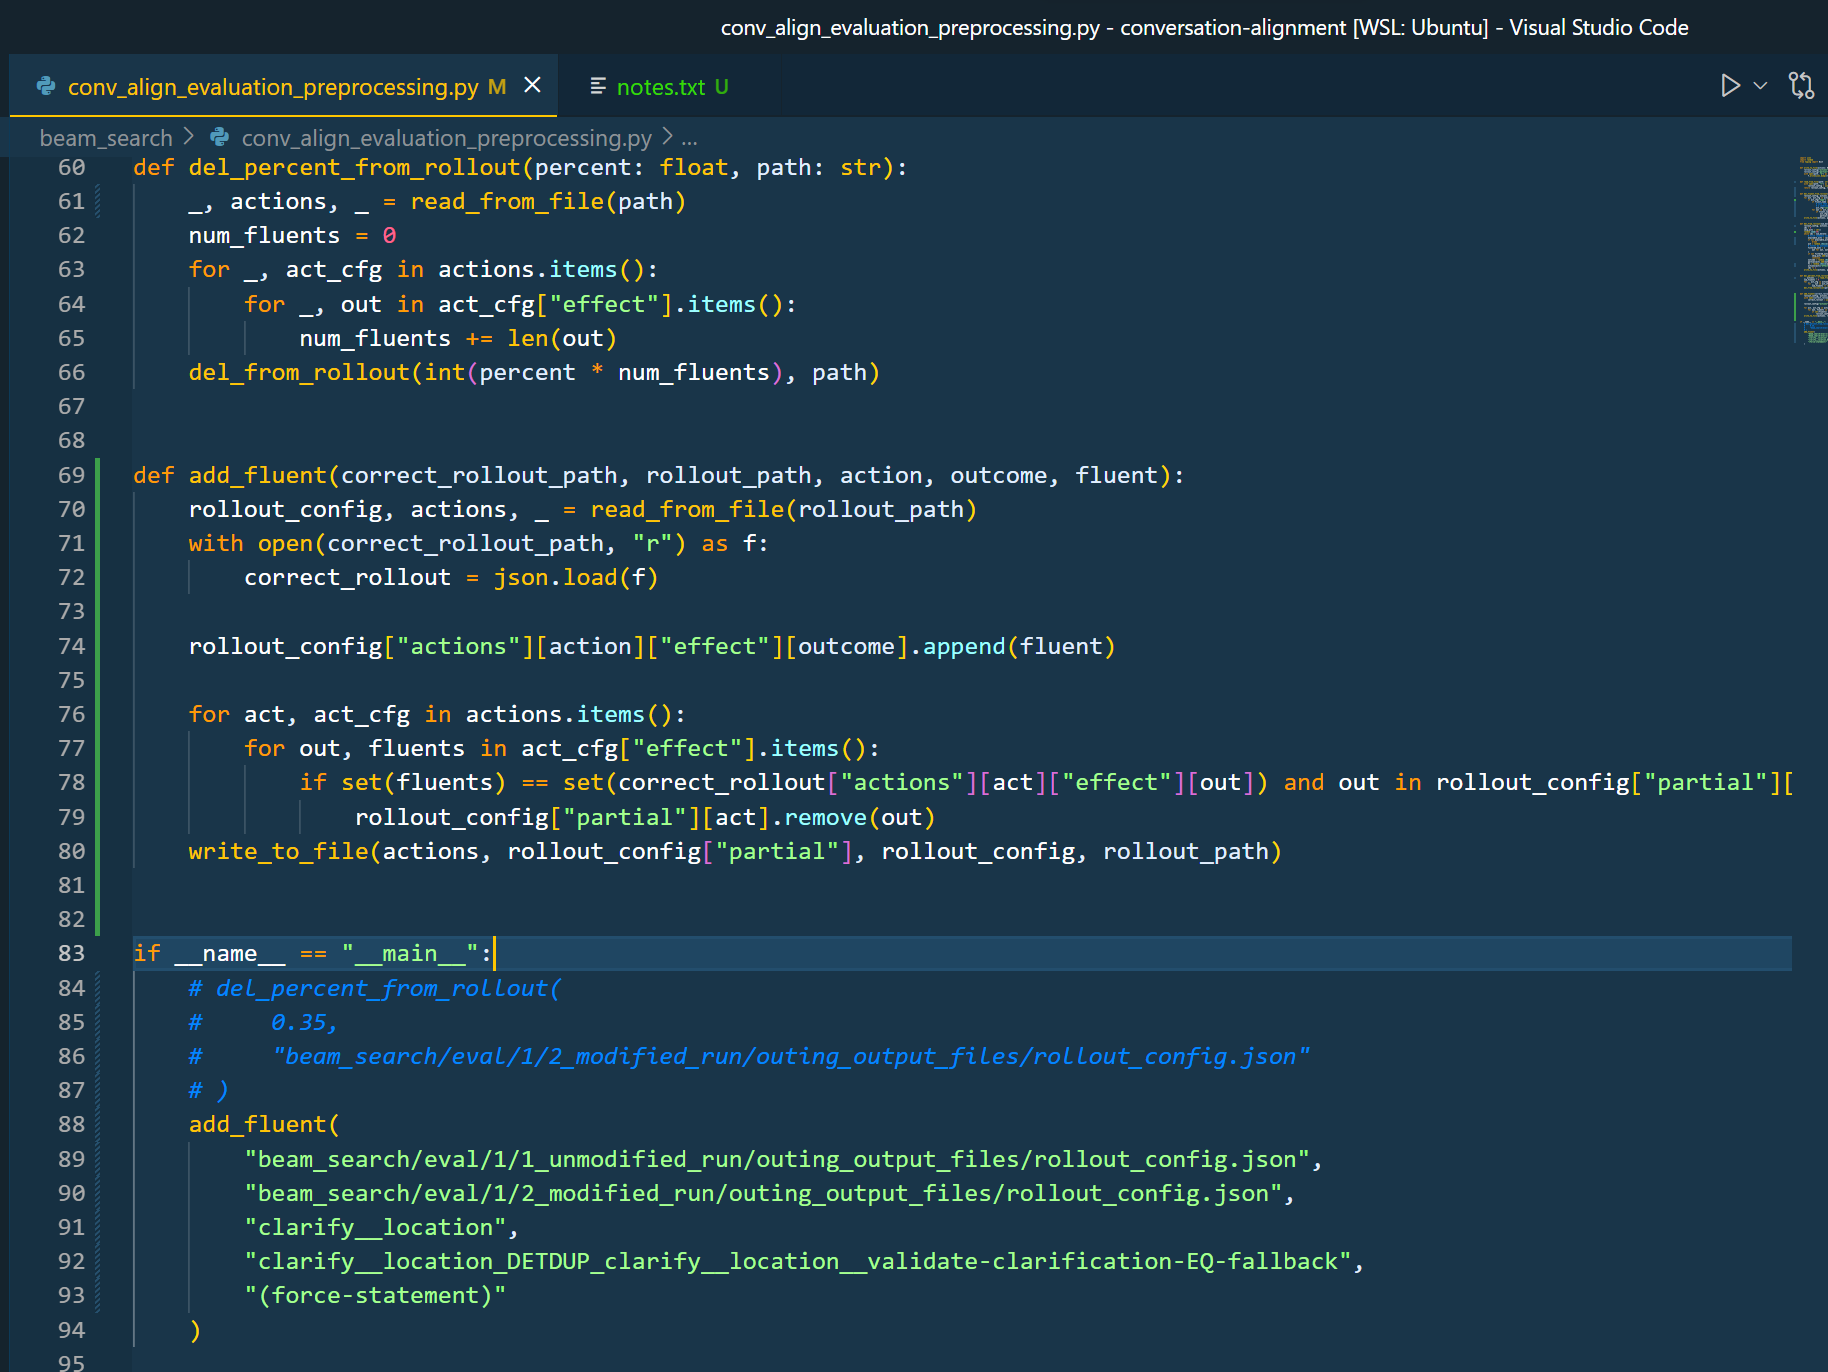 conv_align_evaluation_preprocessing.py - conversation-alignment [WSL: Ubuntu] - Visual Studio Code
conv_align_evaluation_preprocessing.py M
notes.txt U
beam_search > conv_align_evaluation_preprocessing.py > ...
60 def del_percent_from_rollout(percent: float, path: str):
61     _, actions, _ = read_from_file(path)
62     num_fluents = 0
63     for _, act_cfg in actions.items():
64         for _, out in act_cfg["effect"].items():
65             num_fluents += len(out)
66     del_from_rollout(int(percent * num_fluents), path)
67
68
69 def add_fluent(correct_rollout_path, rollout_path, action, outcome, fluent):
70     rollout_config, actions, _ = read_from_file(rollout_path)
71     with open(correct_rollout_path, "r") as f:
72         correct_rollout = json.load(f)
73
74     rollout_config["actions"][action]["effect"][outcome].append(fluent)
75
76     for act, act_cfg in actions.items():
77         for out, fluents in act_cfg["effect"].items():
78             if set(fluents) == set(correct_rollout["actions"][act]["effect"][out]) and out in rollout_config["partial"][
79                 rollout_config["partial"][act].remove(out)
80     write_to_file(actions, rollout_config["partial"], rollout_config, rollout_path)
81
82
83 if __name__ == "__main__":
84     # del_percent_from_rollout(
85     #     0.35,
86     #     "beam_search/eval/1/2_modified_run/outing_output_files/rollout_config.json"
87     # )
88     add_fluent(
89         "beam_search/eval/1/1_unmodified_run/outing_output_files/rollout_config.json",
90         "beam_search/eval/1/2_modified_run/outing_output_files/rollout_config.json",
91         "clarify__location",
92         "clarify__location_DETDUP_clarify__location__validate-clarification-EQ-fallback",
93         "(force-statement)"
94     )
95